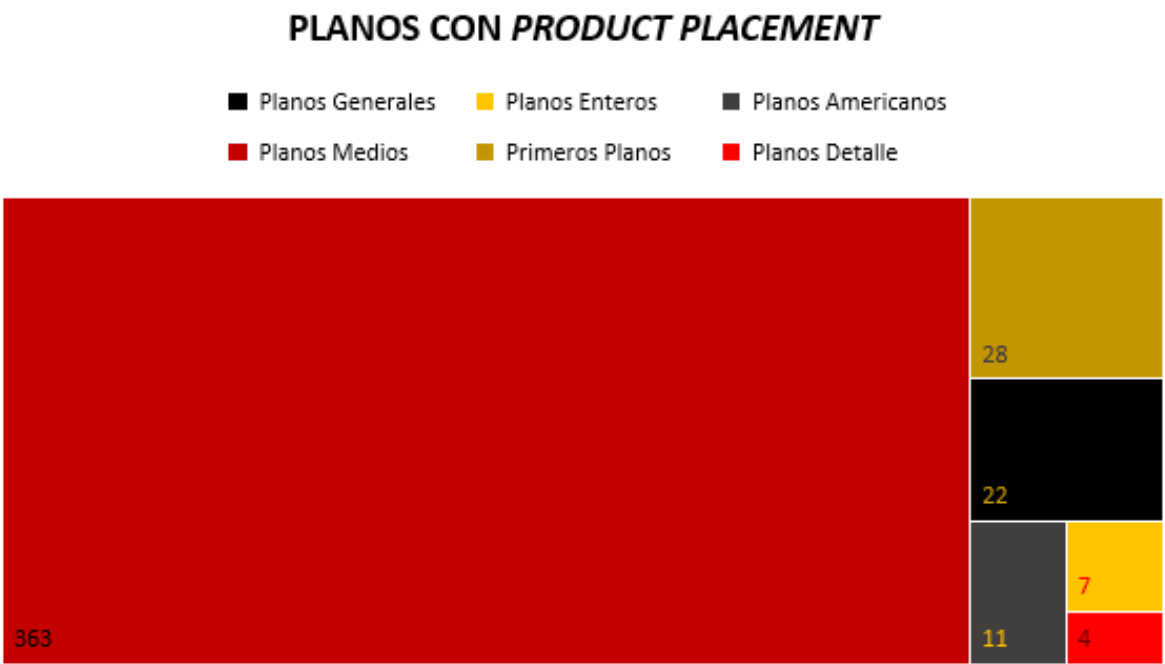 PLANOS CON PRODUCT PLACEMENT
Planos Generales Planos Enteros Planos Americanos
Planos Medios Primeros Planos Planos Detalle
28
22
7
363 11 4